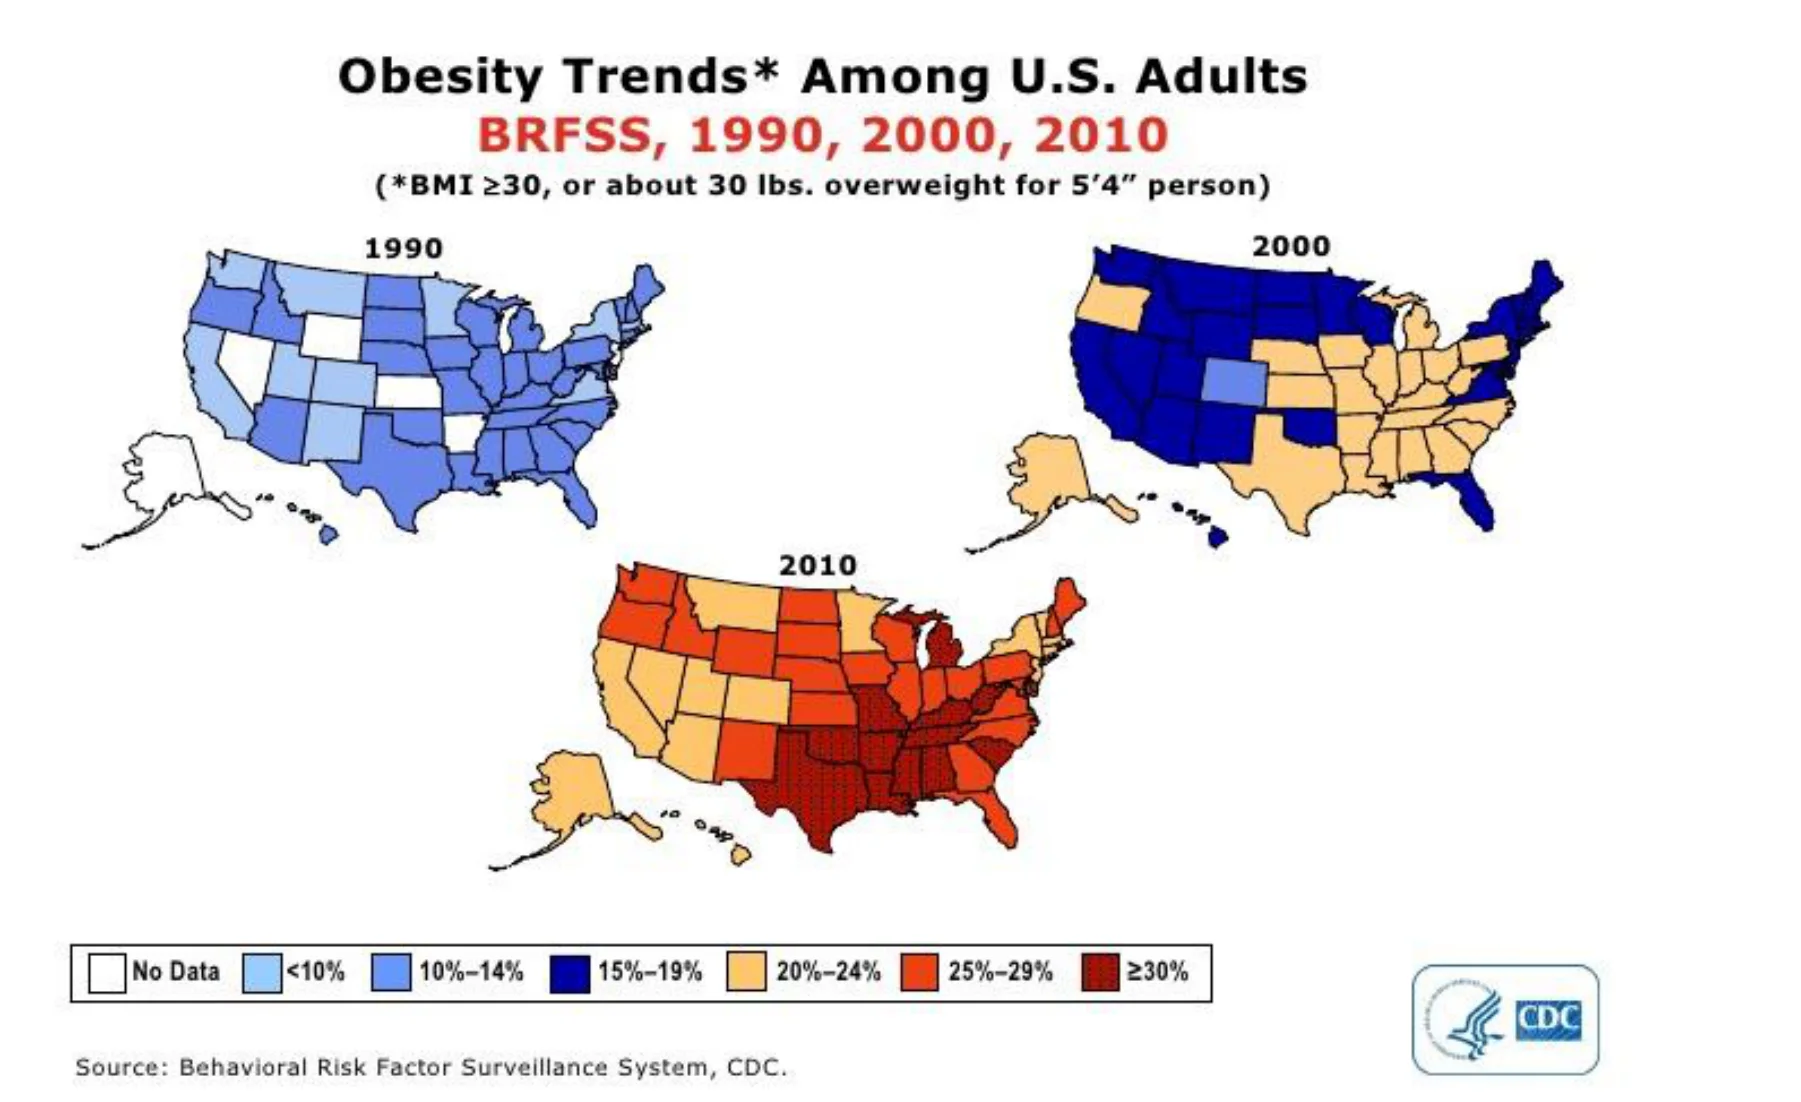 Obesity Trends* Among U.S. Adults
BRFSS, 1990, 2000, 2010
(*BMI ≥30, or about 30 lbs. overweight for 5’4” person)
1990
2000
2010
No Data <10% 10%–14% 15%–19% 20%–24% 25%–29% ≥30%
CDC
Source: Behavioral Risk Factor Surveillance System, CDC.